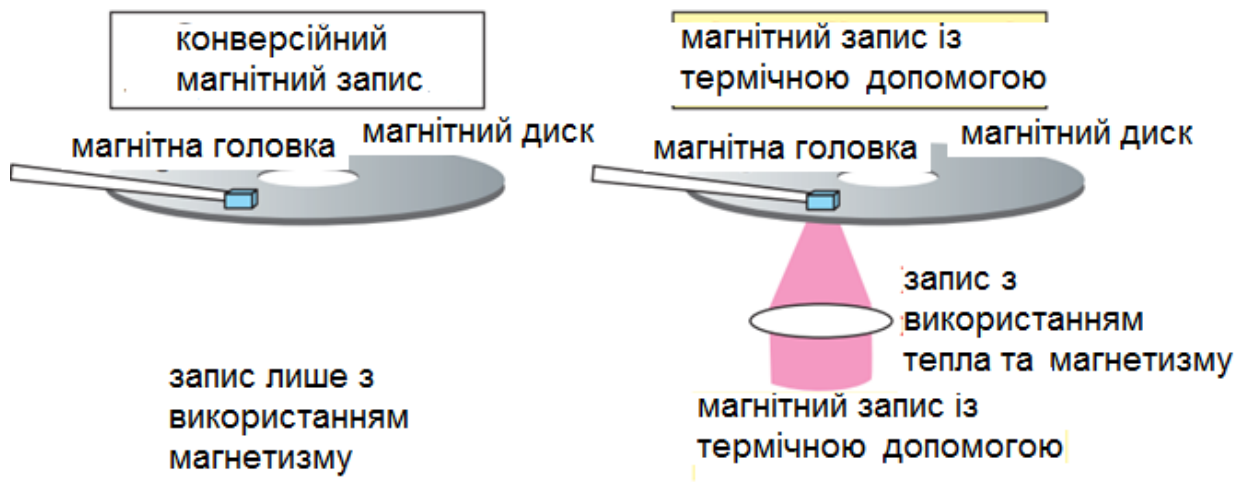 конверсійний
магнітний запис
магнітна головка
магнітний диск
запис лише з
використанням
магнетизму
магнітний запис із
термічною допомогою
магнітна головка
магнітний диск
запис з
використанням
тепла та магнетизму
магнітний запис із
термічною допомогою